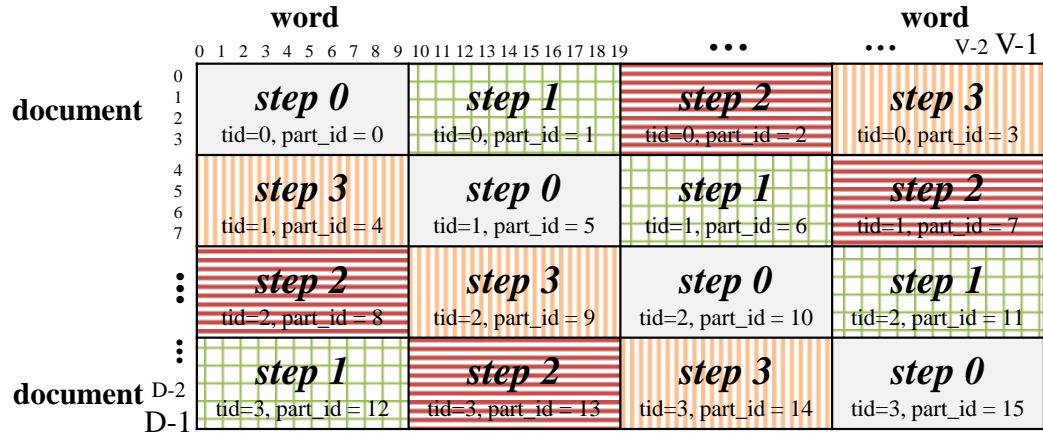 word word
0 1 2 3 4 5 6 7 8 9 10 11 12 13 14 15 16 17 18 19 ••• ••• V-2 V-1
document
0
1
2
3
step 0 step 1 step 2 step 3
tid=0, part_id = 0 tid=0, part_id = 1 tid=0, part_id = 2 tid=0, part_id = 3
4
5
6
7
step 3 step 0 step 1 step 2
tid=1, part_id = 4 tid=1, part_id = 5 tid=1, part_id = 6 tid=1, part_id = 7
•••
step 2 step 3 step 0 step 1
tid=2, part_id = 8 tid=2, part_id = 9 tid=2, part_id = 10 tid=2, part_id = 11
•••
step 1 step 2 step 3 step 0
document D-2
tid=3, part_id = 12 tid=3, part_id = 13 tid=3, part_id = 14 tid=3, part_id = 15
D-1